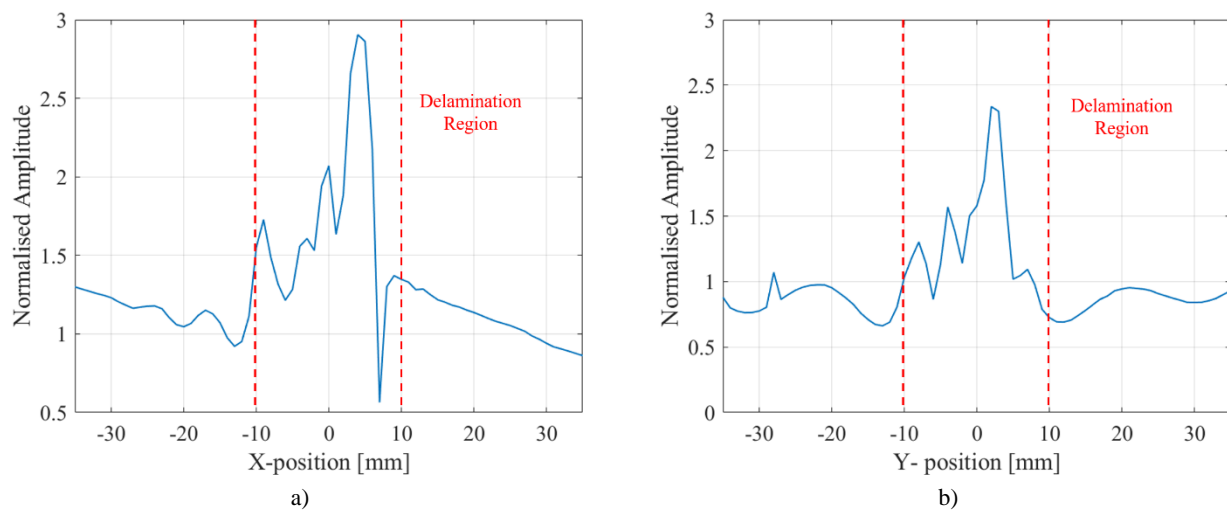 3
2.5
2
1.5
1
0.5
Normalised Amplitude
Delamination
Region
-30
-20
-10
0
10
20
30
X-position [mm]
a)
3
2.5
2
1.5
1
0.5
0
Normalised Amplitude
Delamination
Region
-30
-20
-10
0
10
20
30
Y- position [mm]
b)